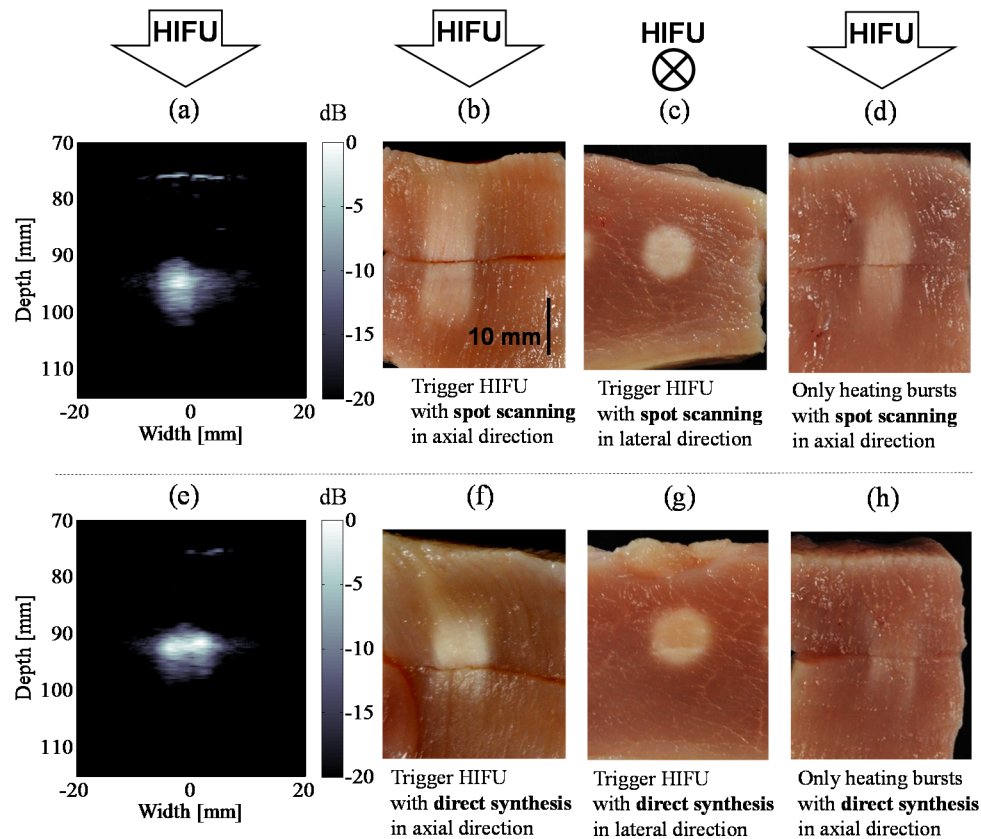 HIFU HIFU HIFU HIFU
(a) (b) (c) (d)
dB
70
80
90
100
110
Depth [mm]
-20 0 20
Width [mm]
0
-5
-10
-15
-20
10 mm
Trigger HIFU
with spot scanning
in axial direction
Trigger HIFU
with spot scanning
in lateral direction
Only heating bursts
with spot scanning
in axial direction
(e) (f) (g) (h)
dB
70
80
90
100
110
Depth [mm]
-20 0 20
Width [mm]
0
-5
-10
-15
-20
Trigger HIFU
with direct synthesis
in axial direction
Trigger HIFU
with direct synthesis
in lateral direction
Only heating bursts
with direct synthesis
in axial direction